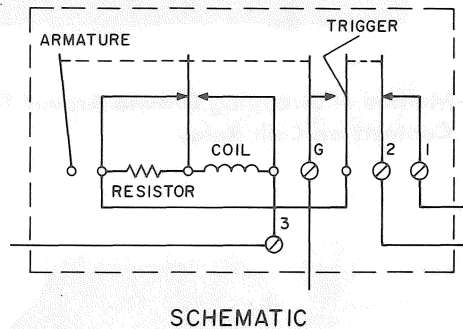 ARMATURE
TRIGGER
COIL
G
2
1
RESISTOR
3
SCHEMATIC